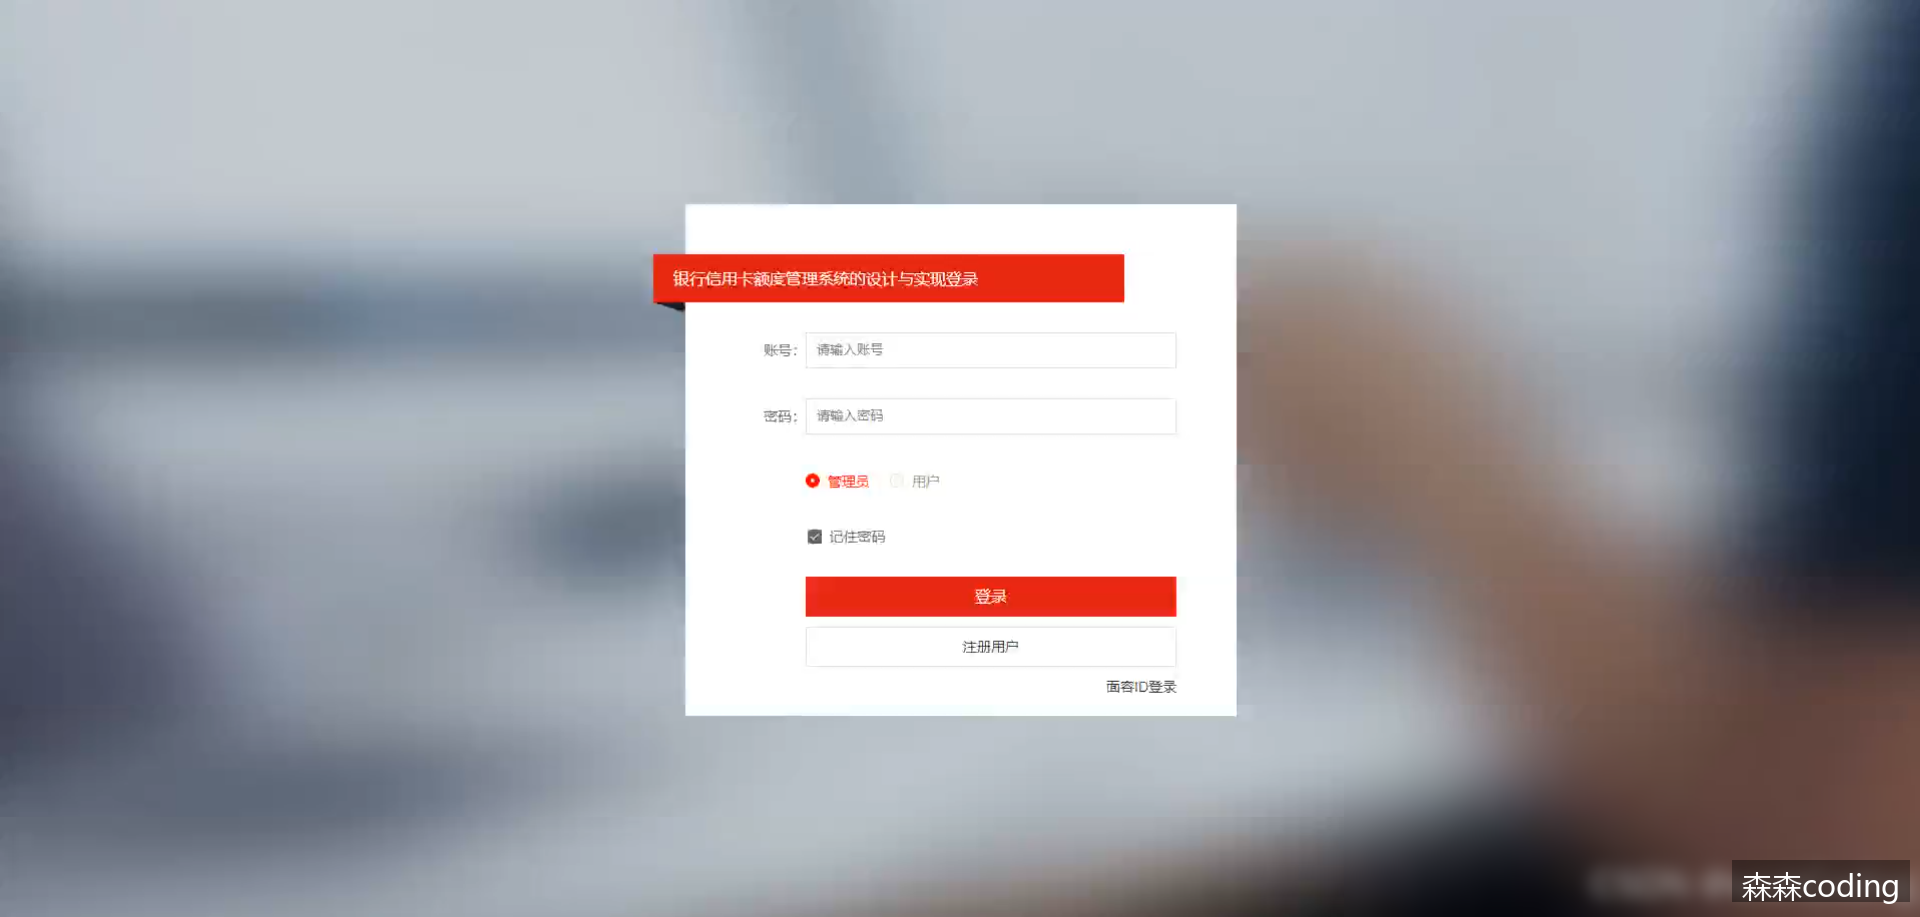 银行信用卡额度管理系统的设计与实现登录
账号：
请输入账号
密码：
请输入密码
管理员 用户
记住密码
登录
注册用户
面容ID登录
森森coding